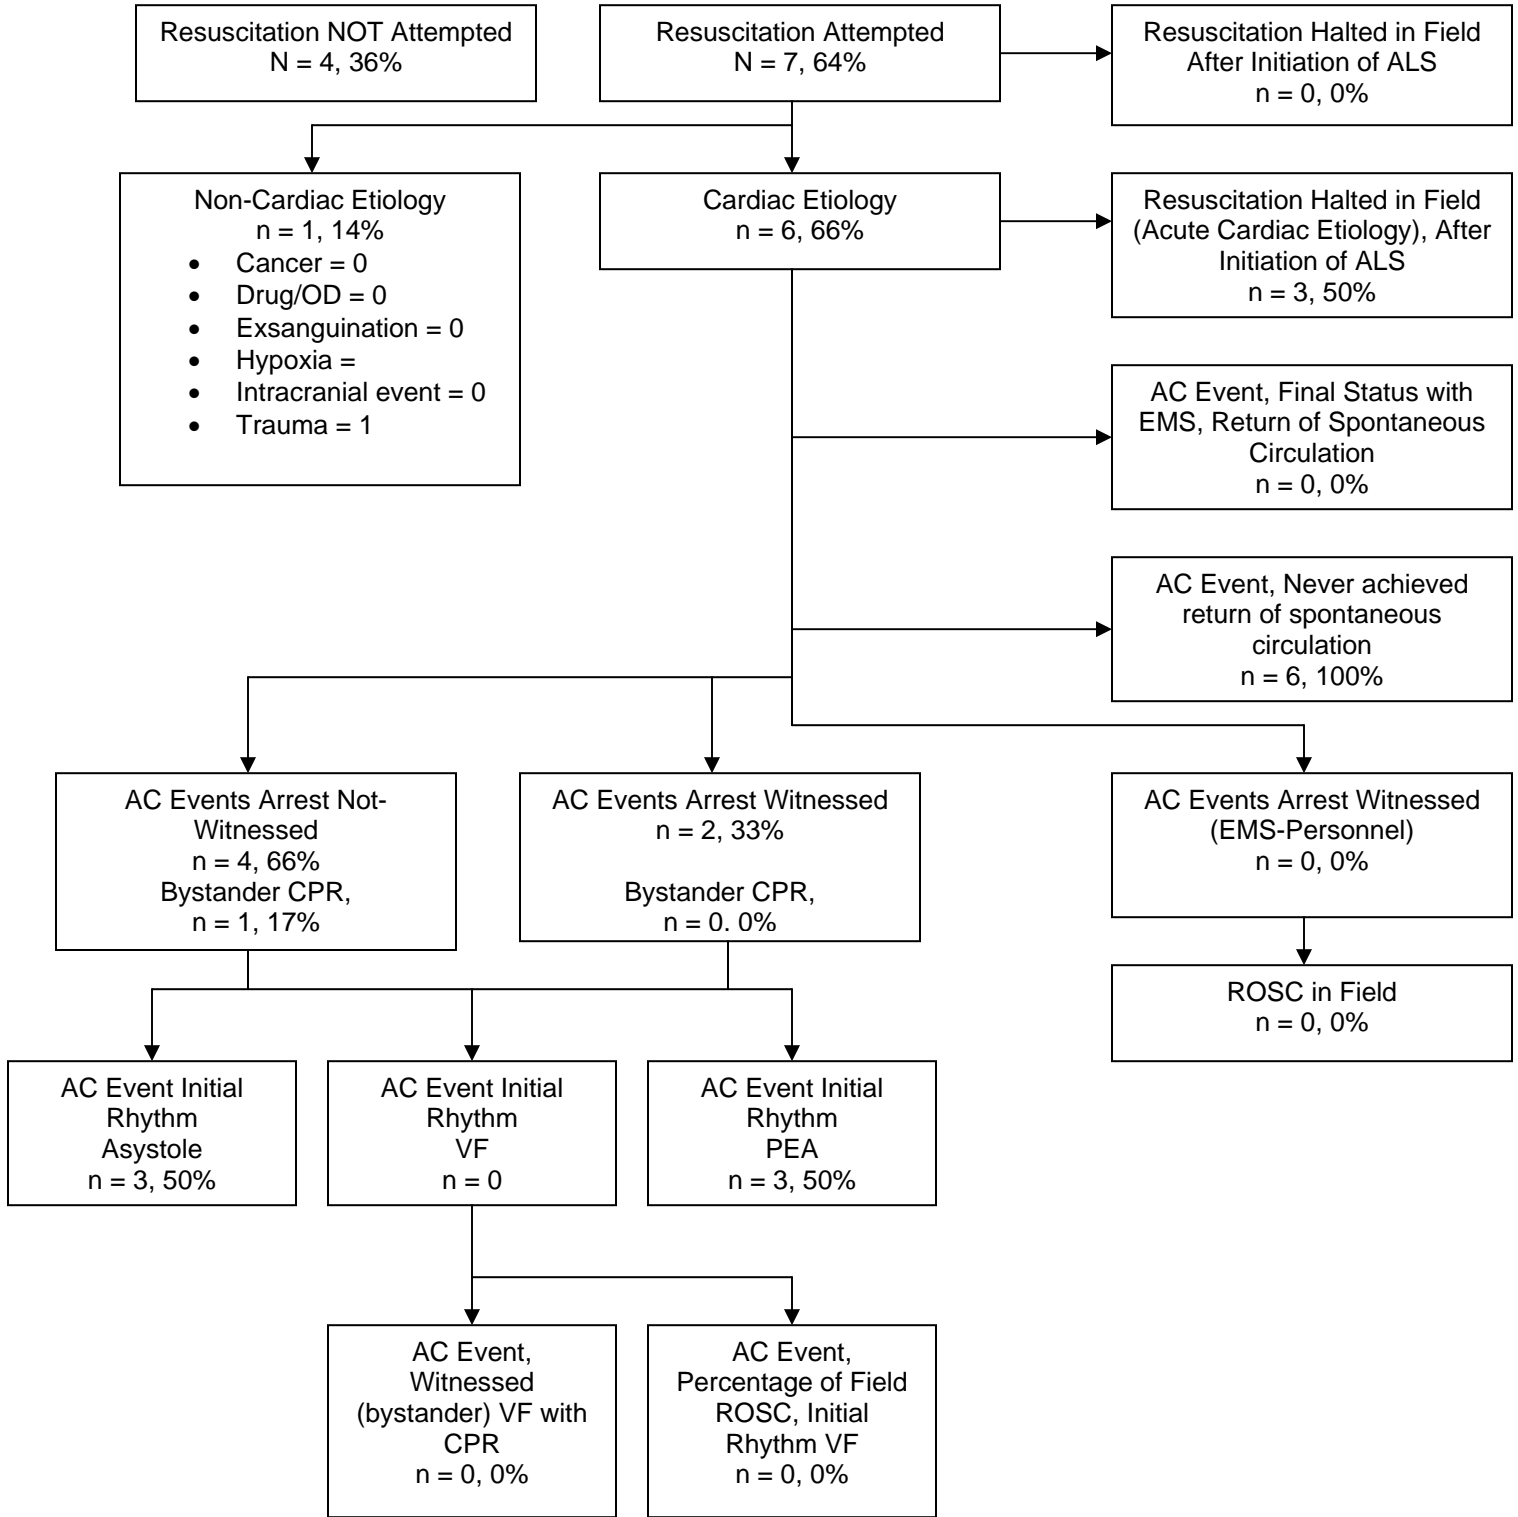 Resuscitation NOT Attempted
N = 4, 36%
Resuscitation Attempted
N = 7, 64%
Resuscitation Halted in Field
After Initiation of ALS
n = 0, 0%
Non-Cardiac Etiology
n = 1, 14%
• Cancer = 0
• Drug/OD = 0
• Exsanguination = 0
• Hypoxia =
• Intracranial event = 0
• Trauma = 1
Cardiac Etiology
n = 6, 66%
Resuscitation Halted in Field
(Acute Cardiac Etiology), After
Initiation of ALS
n = 3, 50%
AC Event, Final Status with
EMS, Return of Spontaneous
Circulation
n = 0, 0%
AC Event, Never achieved
return of spontaneous
circulation
n = 6, 100%
AC Events Arrest Not-
Witnessed
n = 4, 66%
Bystander CPR,
n = 1, 17%
AC Events Arrest Witnessed
n = 2, 33%
Bystander CPR,
n = 0. 0%
AC Events Arrest Witnessed
(EMS-Personnel)
n = 0, 0%
ROSC in Field
n = 0, 0%
AC Event Initial
Rhythm
Asystole
n = 3, 50%
AC Event Initial
Rhythm
VF
n = 0
AC Event Initial
Rhythm
PEA
n = 3, 50%
AC Event,
Witnessed
(bystander) VF with
CPR
n = 0, 0%
AC Event,
Percentage of Field
ROSC, Initial
Rhythm VF
n = 0, 0%